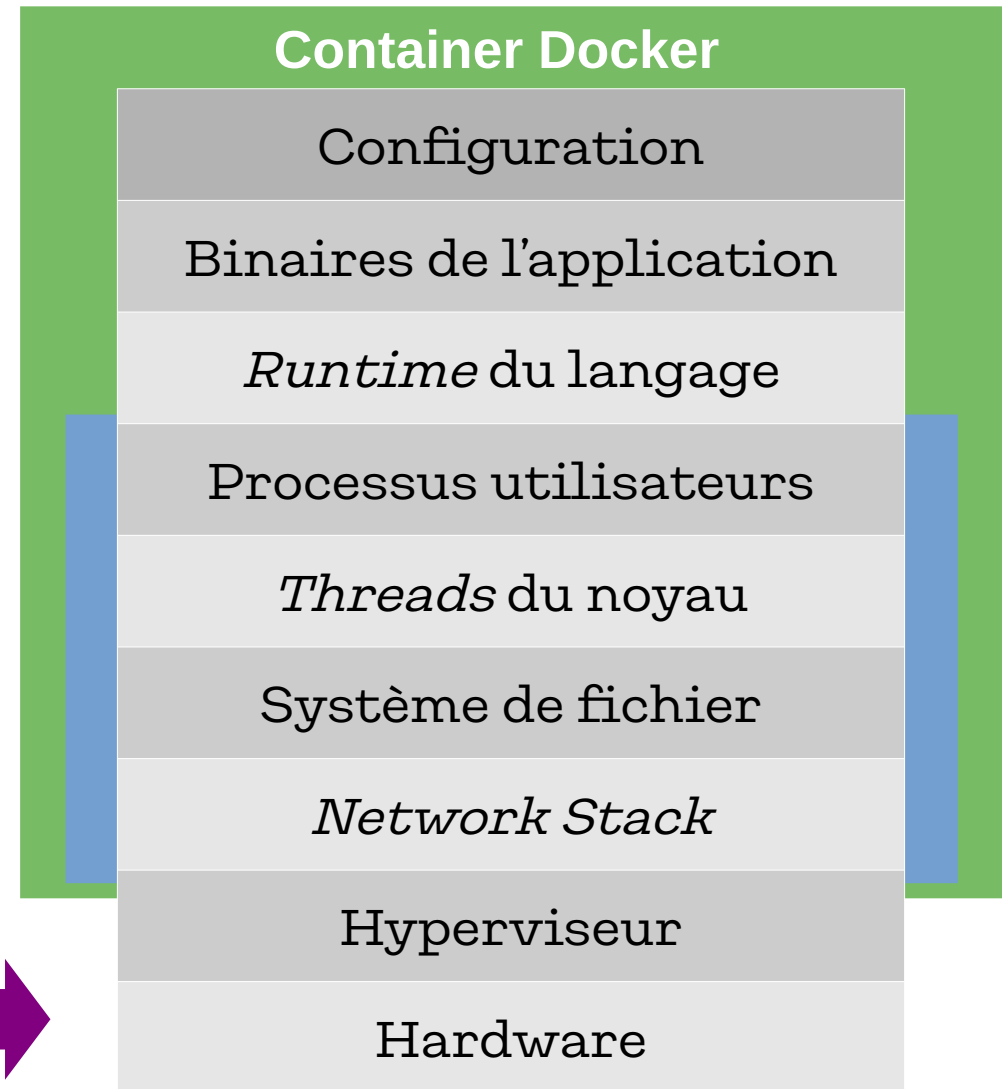 Container Docker
Configuration
Binaires de l’application
Runtime du langage
Processus utilisateurs
Threads du noyau
Système de fichier
Network Stack
Hyperviseur
Hardware